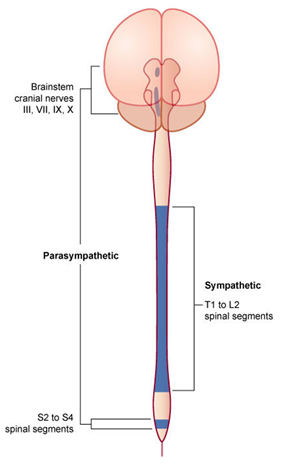 Brainstem
cranial nerves
III, VII, IX, X
Parasympathetic
Sympathetic
T1 to L2
spinal segments
S2 to S4
spinal segments